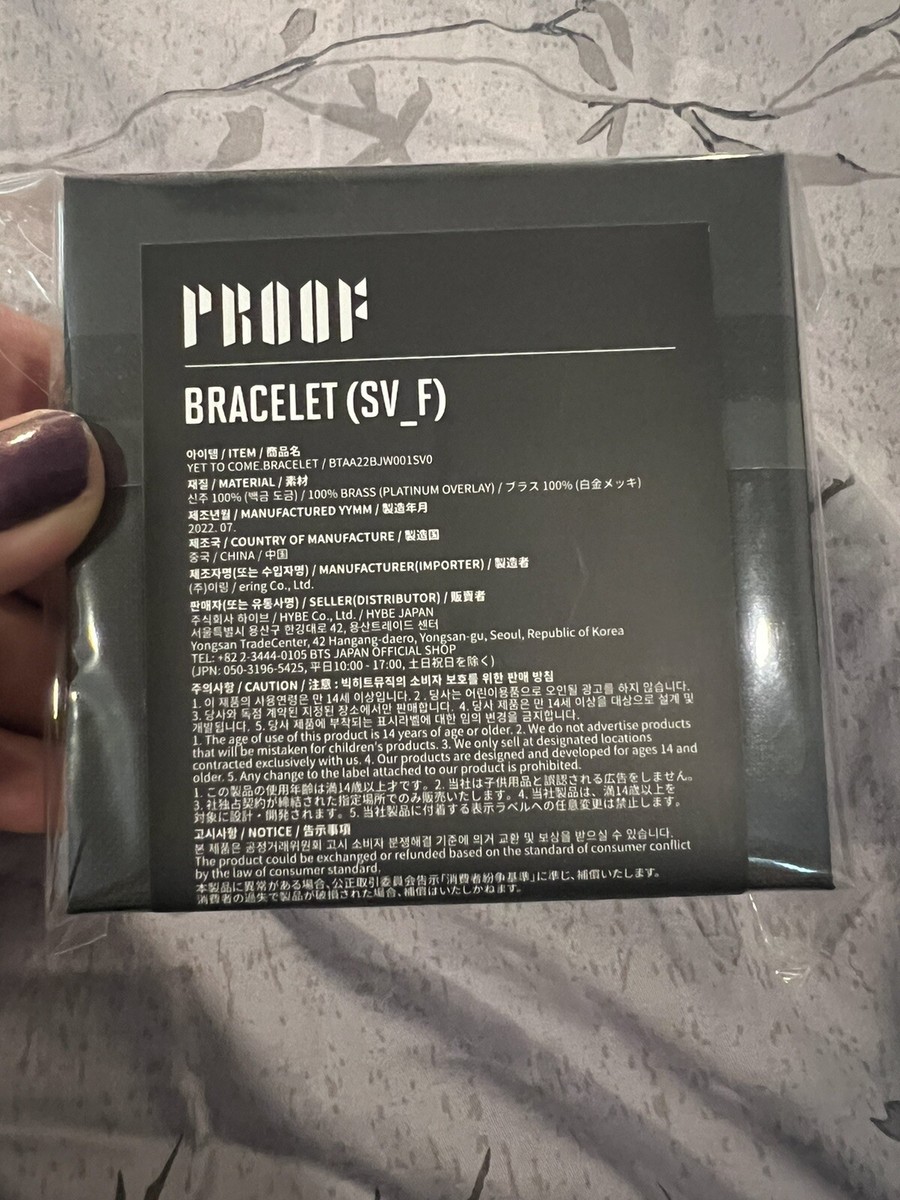 PROOF
BRACELET (SV_F)
아이템 / ITEM / 商品名
YET TO COME.BRACELET / BTAA22BJW001SV0
재질 / MATERIAL / 素材
신주 100% (백금 도금) / 100% BRASS (PLATINUM OVERLAY) / ブラス 100% (白金メッキ)
제조년월 / MANUFACTURED YYMM / 製造年月
2022. 07.
제조국 / COUNTRY OF MANUFACTURE / 製造国
중국 / CHINA / 中国
제조자명(또는 수입자명) / MANUFACTURER(IMPORTER) / 製造者
(주)이링 / ering Co., Ltd.
판매자(또는 유통사명) / SELLER(DISTRIBUTOR) / 販賣者
주식회사 하이브 / HYBE Co., Ltd. / HYBE JAPAN
서울특별시 용산구 한강대로 42, 용산트레이드 센터
Yongsan TradeCenter, 42 Hangang-daero, Yongsan-gu, Seoul, Republic of Korea
TEL: +82 2-3444-0105 BTS JAPAN OFFICIAL SHOP
(JPN: 050-3196-5425, 平日10:00 - 17:00, 土日祝日を除く)
주의사항 / CAUTION / 注意 : 빅히트뮤직의 소비자 보호를 위한 판매 방침
1. 이 제품의 사용연령은 만 14세 이상입니다. 2. 당사는 어린이용품으로 오인될 광고를 하지 않습니다.
3. 당사와 독점 계약된 지정된 장소에서만 판매합니다. 4. 당사 제품은 만 14세 이상을 대상으로 설계 및
개발됩니다. 5. 당사 제품에 부착되는 표시라벨에 대한 임의 변경을 금지합니다.
1. The age of use of this product is 14 years of age or older. 2. We do not advertise products
that will be mistaken for children's products. 3. We only sell at designated locations
contracted exclusively with us. 4. Our products are designed and developed for ages 14 and
older. 5. Any change to the label attached to our product is prohibited.
1. この製品の使用年齢は満14歳以上才です。2. 当社は子供用品と誤認される広告をしません。
3. 社独占契約が締結された指定場所でのみ販売いたします。4. 当社製品は、満14歳以上を
対象に設計・開発されます。5. 当社製品に付着する表示ラベルへの任意変更は禁止します。
고시사항 / NOTICE / 告示事項
본 제품은 공정거래위원회 고시 소비자 분쟁해결 기준에 의거 교환 및 보상을 받으실 수 있습니다.
The product could be exchanged or refunded based on the standard of consumer conflict
by the law of consumer standard.
本製品に異常がある場合、公正取引委員会告示「消費者紛争基準」に準じ、補償いたします。
消費者の過失で製品が破損された場合、補償はいたしかねます。